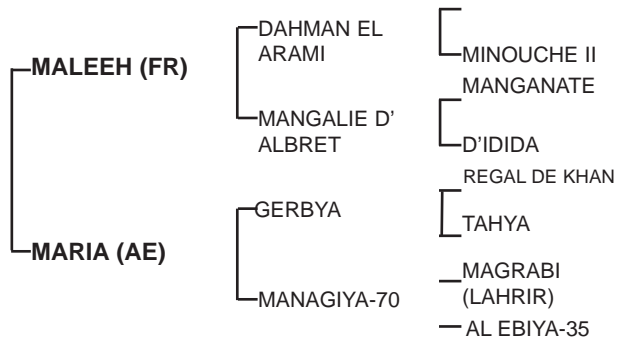 DAHMAN EL
ARAMI
MALEEH (FR)
MINOUCHE II
MANGANATE
MANGALIE D'
ALBRET
D'IDIDA
REGAL DE KHAN
GERBYA
TAHYA
MARIA (AE)
MAGRABI
(LAHRIR)
MANAGIYA-70
AL EBIYA-35